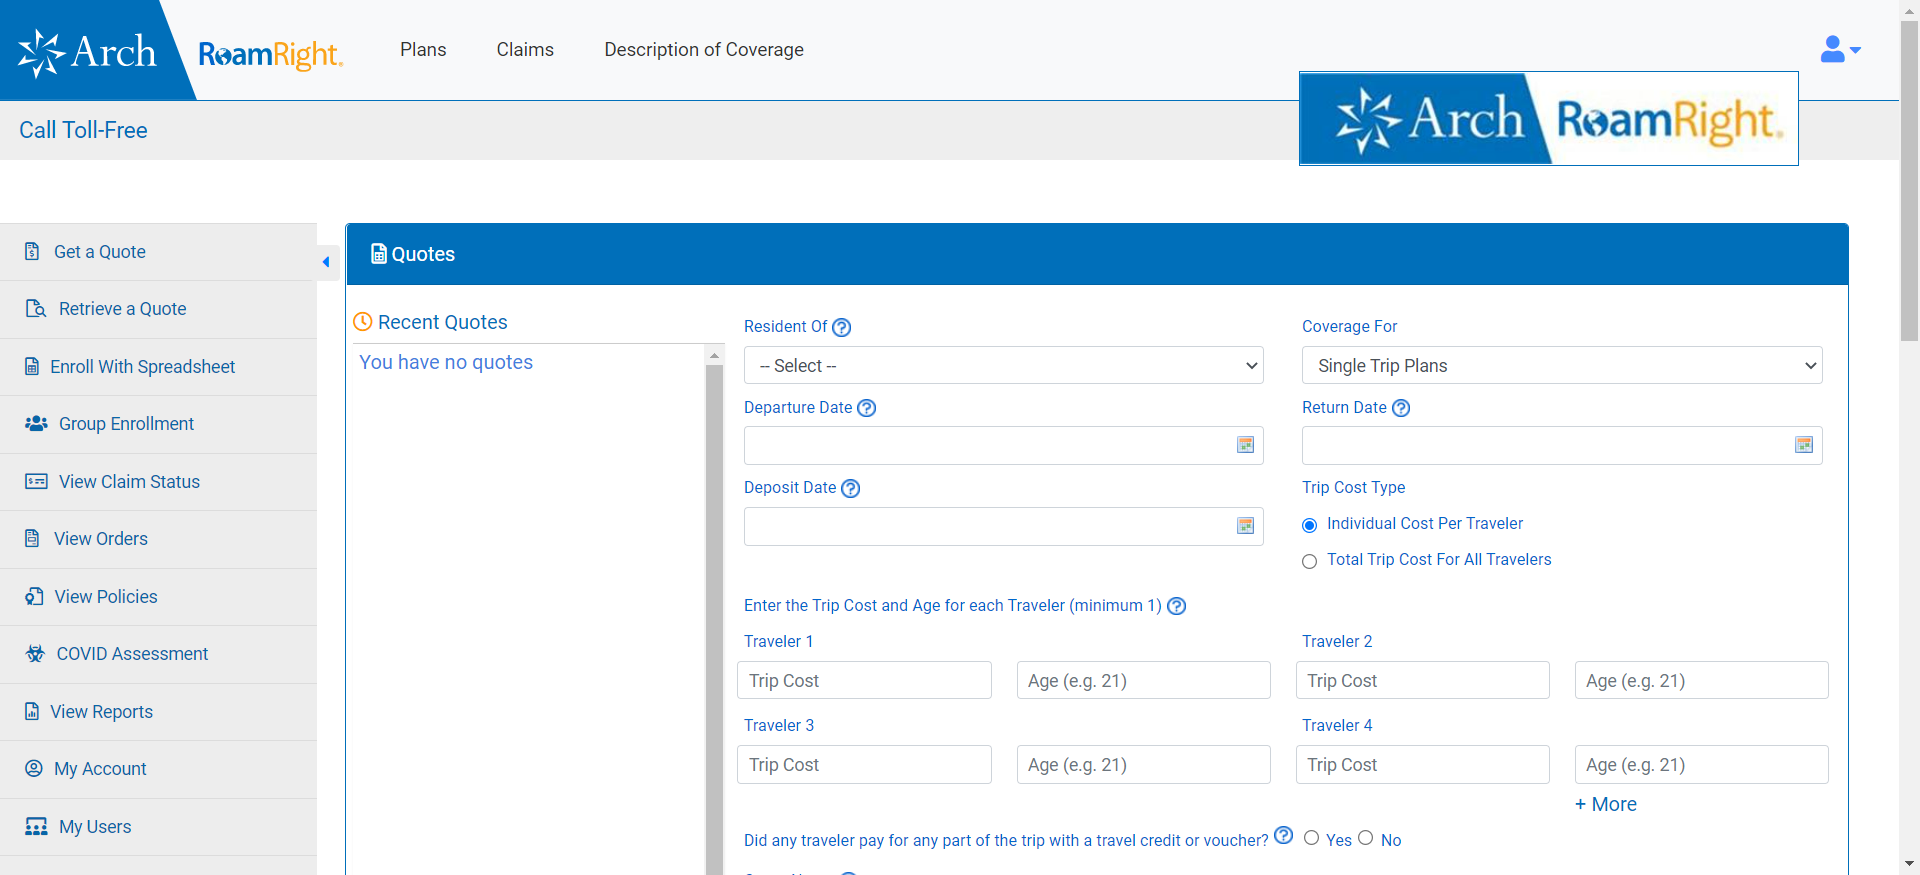 Arch
RoamRight®
Plans
Claims
Description of Coverage
Call Toll-Free
Arch RoamRight®
Get a Quote
Retrieve a Quote
Enroll With Spreadsheet
Group Enrollment
View Claim Status
View Orders
View Policies
COVID Assessment
View Reports
My Account
My Users
Quotes
Recent Quotes
You have no quotes
Resident Of
Coverage For
-- Select --
Single Trip Plans
Departure Date
Return Date
Deposit Date
Trip Cost Type
Individual Cost Per Traveler
Total Trip Cost For All Travelers
Enter the Trip Cost and Age for each Traveler (minimum 1)
Traveler 1
Traveler 2
Trip Cost
Age (e.g. 21)
Trip Cost
Age (e.g. 21)
Traveler 3
Traveler 4
Trip Cost
Age (e.g. 21)
Trip Cost
Age (e.g. 21)
+ More
Did any traveler pay for any part of the trip with a travel credit or voucher? Yes No